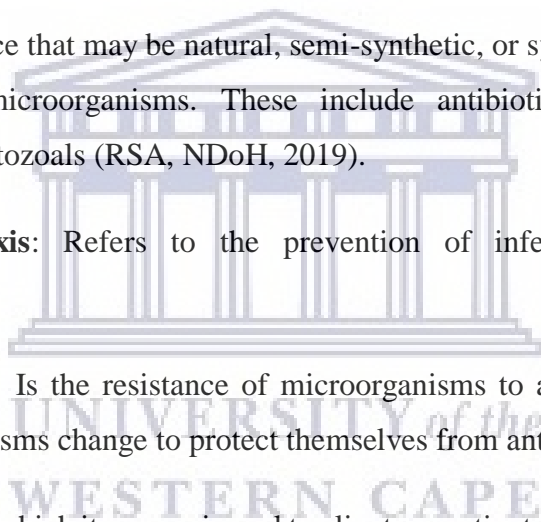 ce that may be natural, semi-synthetic, or s
microorganisms. These include antibioti
tozoals (RSA, NDoH, 2019).
xis: Refers to the prevention of infe
Is the resistance of microorganisms to a
UNIVERSITY of the
sms change to protect themselves from ant
WESTERN CAPE